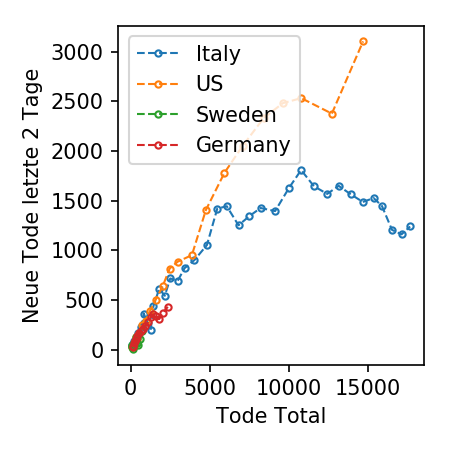 Italy
US
Sweden
Germany
Neue Tode letzte 2 Tage
3000
2500
2000
1500
1000
500
0
0 5000 10000 15000
Tode Total